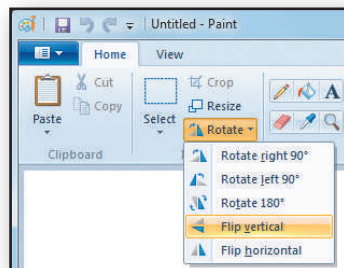 Untitled - Paint
Home View
Cut
Copy
Paste
Clipboard
Crop
Resize
Select
Rotate
A
Rotate right 90°
Rotate left 90°
Rotate 180°
Flip vertical
Flip horizontal